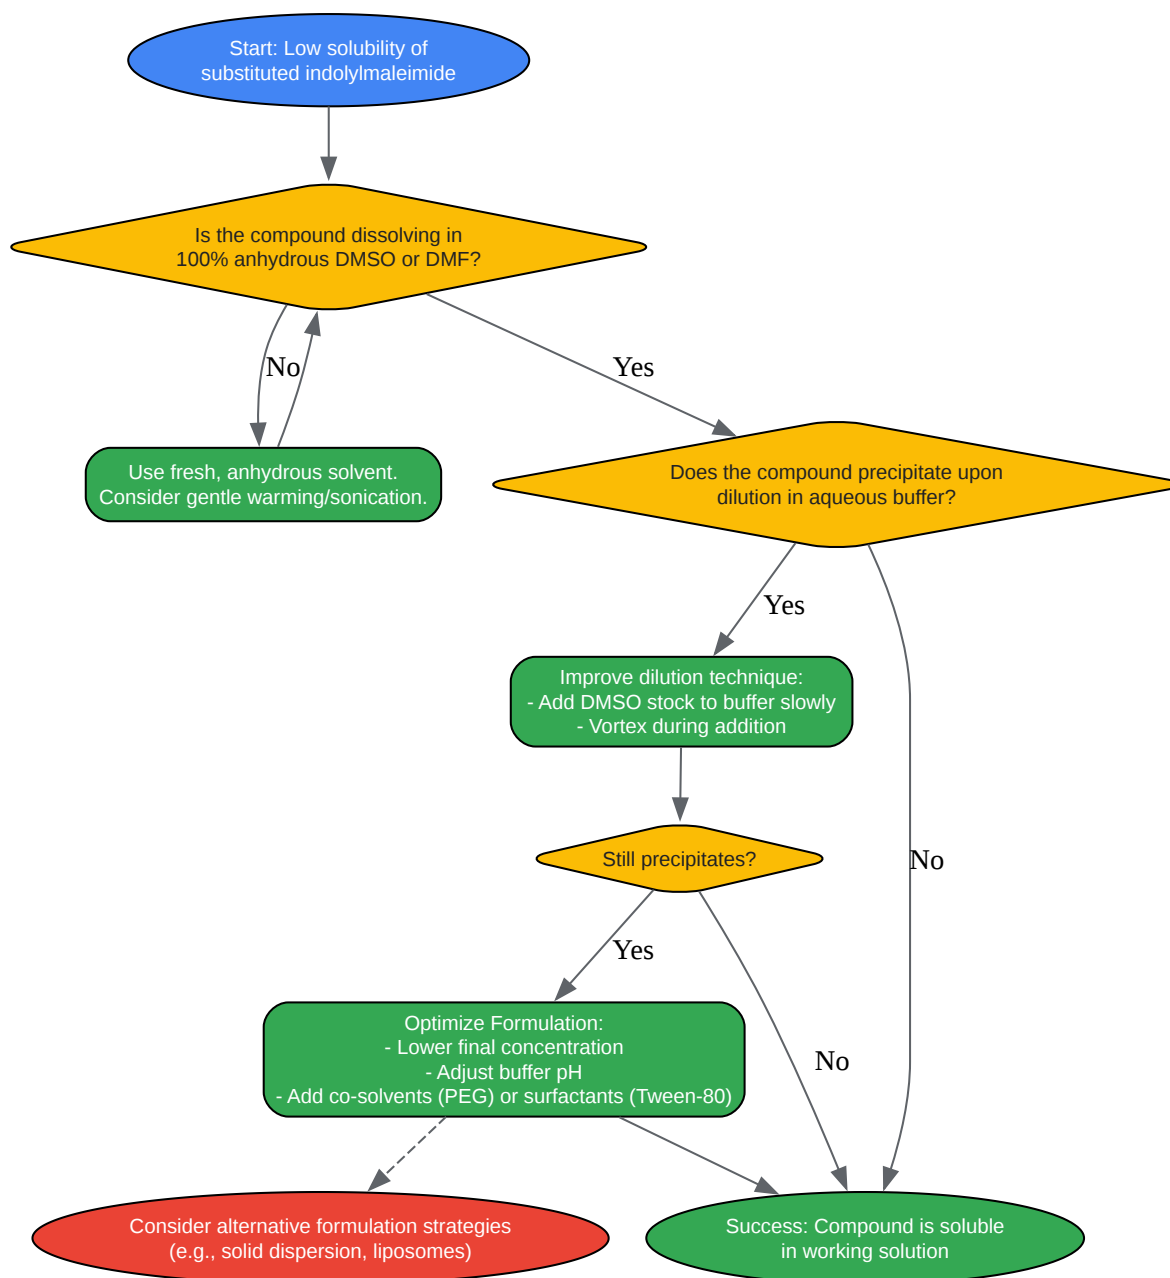 Start: Low solubility of
substituted indolylmaleimide
Is the compound dissolving in
100% anhydrous DMSO or DMF?
No
Yes
Use fresh, anhydrous solvent.
Consider gentle warming/sonication.
Does the compound precipitate upon
dilution in aqueous buffer?
Yes
Improve dilution technique:
- Add DMSO stock to buffer slowly
- Vortex during addition
Still precipitates?
No
Yes
Optimize Formulation:
- Lower final concentration
- Adjust buffer pH
- Add co-solvents (PEG) or surfactants (Tween-80)
No
Consider alternative formulation strategies
(e.g., solid dispersion, liposomes)
Success: Compound is soluble
in working solution